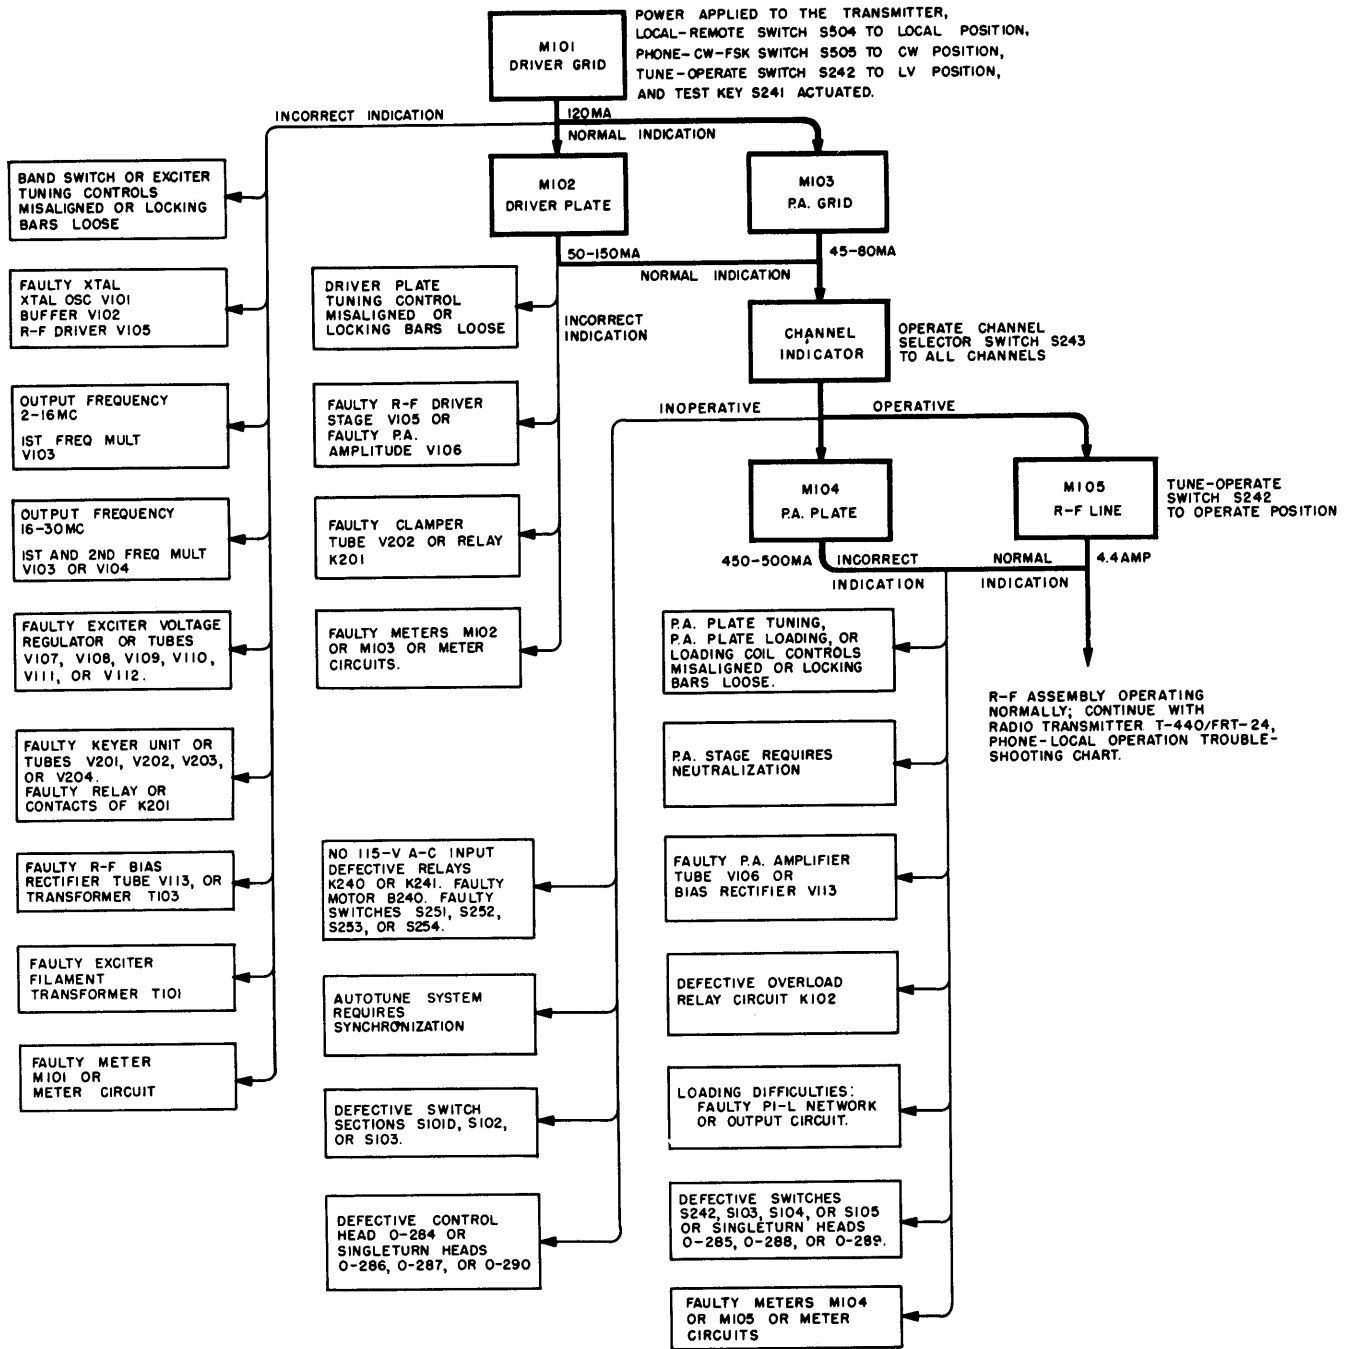 M101
DRIVER GRID
POWER APPLIED TO THE TRANSMITTER,
LOCAL-REMOTE SWITCH S504 TO LOCAL POSITION,
PHONE-CW-FSK SWITCH S505 TO CW POSITION,
TUNE-OPERATE SWITCH S242 TO LV POSITION,
AND TEST KEY S241 ACTUATED.
INCORRECT INDICATION
120MA
NORMAL INDICATION
BAND SWITCH OR EXCITER
TUNING CONTROLS
MISALIGNED OR LOCKING
BARS LOOSE
M102
DRIVER PLATE
M103
P.A. GRID
50-150MA
NORMAL INDICATION
45-80MA
FAULTY XTAL
XTAL OSC V101
BUFFER V102
R-F DRIVER V105
DRIVER PLATE
TUNING CONTROL
MISALIGNED OR
LOCKING BARS LOOSE
INCORRECT
INDICATION
CHANNEL
INDICATOR
OPERATE CHANNEL
SELECTOR SWITCH S243
TO ALL CHANNELS
OUTPUT FREQUENCY
2-16MC
1ST FREQ MULT
V103
FAULTY R-F DRIVER
STAGE V105 OR
FAULTY P.A.
AMPLITUDE V106
INOPERATIVE
OPERATIVE
M104
P.A. PLATE
M105
R-F LINE
TUNE-OPERATE
SWITCH S242
TO OPERATE POSITION
OUTPUT FREQUENCY
16-30MC
1ST AND 2ND FREQ MULT
V103 OR V104
FAULTY CLAMPER
TUBE V202 OR RELAY
K201
450-500MA
INCORRECT
INDICATION
NORMAL
INDICATION
4.4AMP
FAULTY EXCITER VOLTAGE
REGULATOR OR TUBES
V107, V108, V109, V110,
V111, OR V112.
FAULTY METERS M102
OR M103 OR METER
CIRCUITS.
P.A. PLATE TUNING,
P.A. PLATE LOADING, OR
LOADING COIL CONTROLS
MISALIGNED OR LOCKING
BARS LOOSE.
R-F ASSEMBLY OPERATING
NORMALLY; CONTINUE WITH
RADIO TRANSMITTER T-440/FRT-24,
PHONE-LOCAL OPERATION TROUBLE-
SHOOTING CHART.
FAULTY KEYER UNIT OR
TUBES V201, V202, V203,
OR V204.
FAULTY RELAY OR
CONTACTS OF K201
P.A. STAGE REQUIRES
NEUTRALIZATION
FAULTY R-F BIAS
RECTIFIER TUBE V113, OR
TRANSFORMER T103
NO 115-V A-C INPUT
DEFECTIVE RELAYS
K240 OR K241. FAULTY
MOTOR B240. FAULTY
SWITCHES S251, S252,
S253, OR S254.
FAULTY P.A. AMPLIFIER
TUBE V106 OR
BIAS RECTIFIER V113
FAULTY EXCITER
FILAMENT
TRANSFORMER T101
AUTOTUNE SYSTEM
REQUIRES
SYNCHRONIZATION
DEFECTIVE OVERLOAD
RELAY CIRCUIT K102
FAULTY METER
M101 OR
METER CIRCUIT
DEFECTIVE SWITCH
SECTIONS S101D, S102,
OR S103.
LOADING DIFFICULTIES:
FAULTY PI-L NETWORK
OR OUTPUT CIRCUIT.
DEFECTIVE CONTROL
HEAD O-284 OR
SINGLETURN HEADS
O-286, O-287, OR O-290
DEFECTIVE SWITCHES
S242, S103, S104, OR S105
OR SINGLETURN HEADS
O-285, O-288, OR O-289.
FAULTY METERS M104
OR M105 OR METER
CIRCUITS